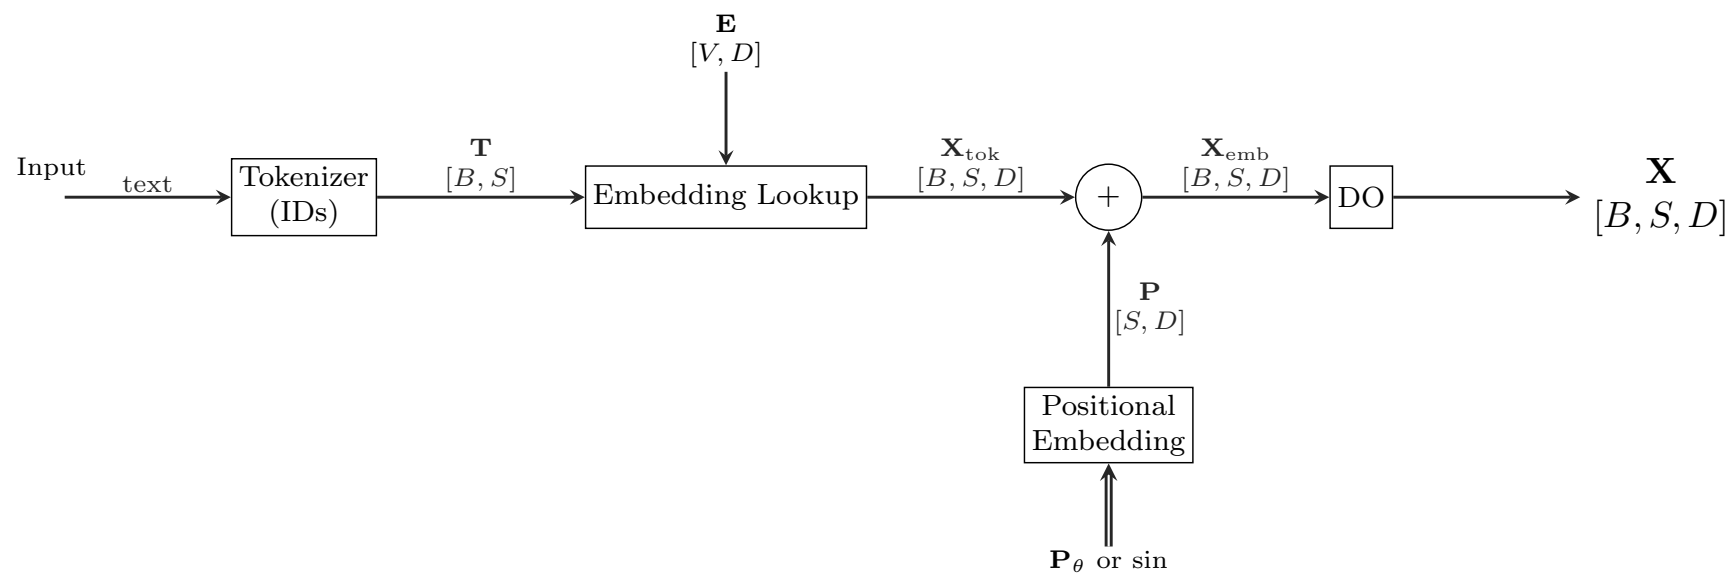 E
[V, D]
Input
text
Tokenizer
(IDs)
T
[B, S]
Embedding Lookup
X_tok
[B, S, D]
+
X_emb
[B, S, D]
DO
X
[B, S, D]
P
[S, D]
Positional
Embedding
P_θ or sin